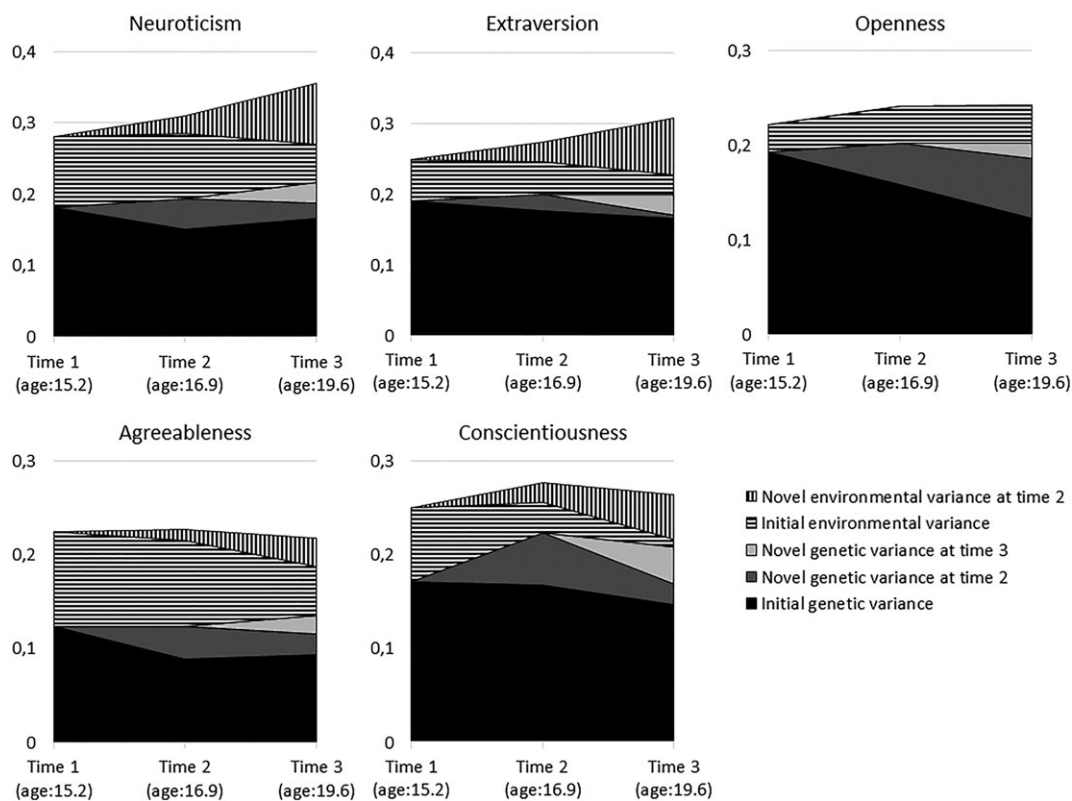 Neuroticism
0,4
0,3
0,2
0,1
0
Time 1
(age:15.2)
Time 2
(age:16.9)
Time 3
(age:19.6)
Extraversion
0,4
0,3
0,2
0,1
0
Time 1
(age:15.2)
Time 2
(age:16.9)
Time 3
(age:19.6)
Openness
0,3
0,2
0,1
0
Time 1
(age:15.2)
Time 2
(age:16.9)
Time 3
(age:19.6)
Agreeableness
0,3
0,2
0,1
0
Time 1
(age:15.2)
Time 2
(age:16.9)
Time 3
(age:19.6)
Conscientiousness
0,3
0,2
0,1
0
Time 1
(age:15.2)
Time 2
(age:16.9)
Time 3
(age:19.6)
Novel environmental variance at time 2
Initial environmental variance
Novel genetic variance at time 3
Novel genetic variance at time 2
Initial genetic variance